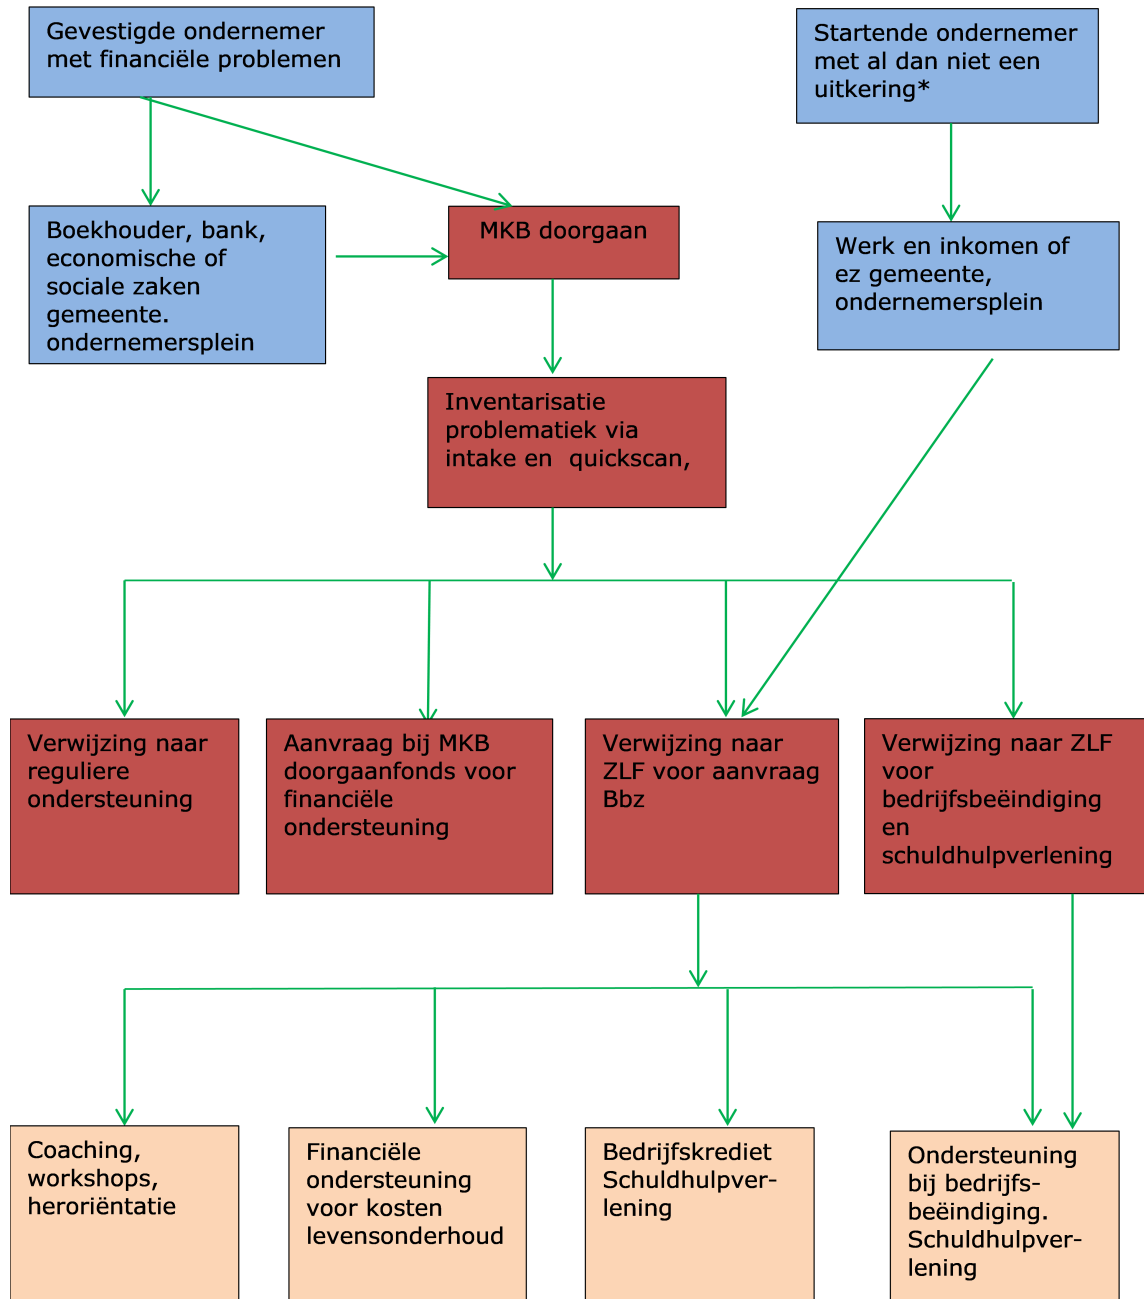 Gevestigde ondernemer
met financiële problemen
Startende ondernemer
met al dan niet een
uitkering*
Boekhouder, bank,
economische of
sociale zaken
gemeente.
ondernemersplein
MKB doorgaan
Werk en inkomen of
ez gemeente,
ondernemersplein
Inventarisatie
problematiek via
intake en  quickscan,
Verwijzing naar
reguliere
ondersteuning
Aanvraag bij MKB
doorgaanfonds voor
financiële
ondersteuning
Verwijzing naar
ZLF voor aanvraag
Bbz
Verwijzing naar ZLF
voor
bedrijfsbeëindiging
en
schuldhulpverlening
Coaching,
workshops,
heroriëntatie
Financiële
ondersteuning
voor kosten
levensonderhoud
Bedrijfskrediet
Schuldhulpver-
lening
Ondersteuning
bij bedrijfs-
beëindiging.
Schuldhulpver-
lening